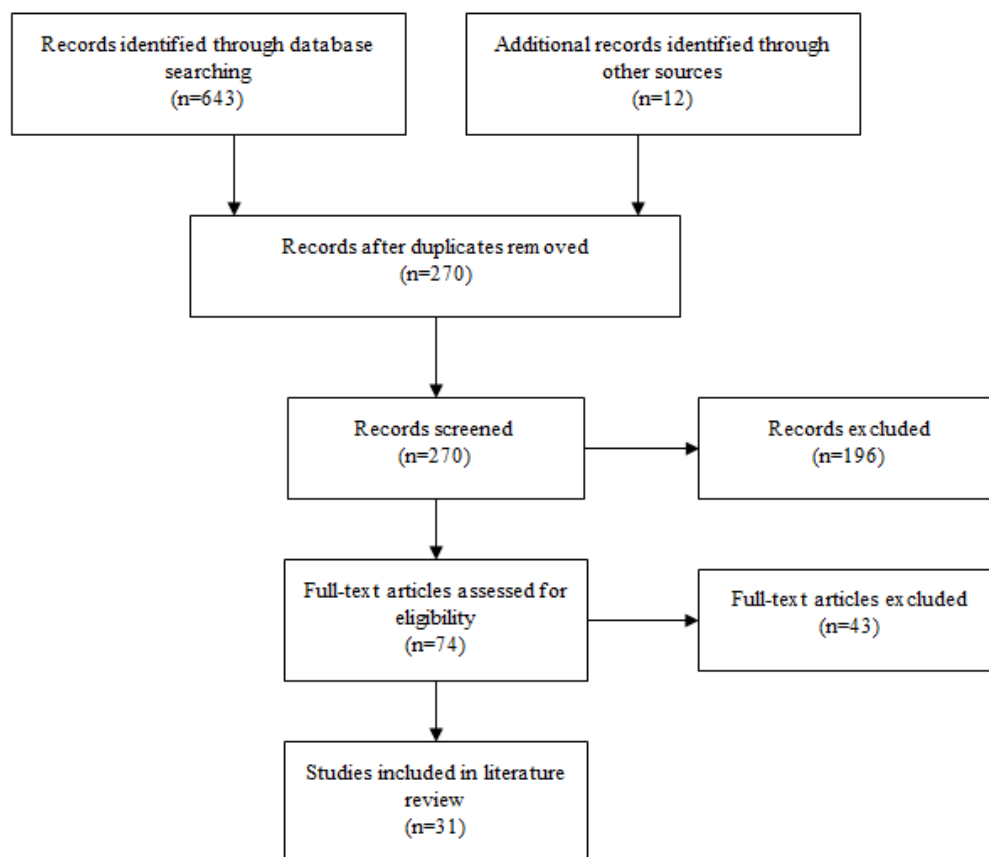 Records identified through database
searching
(n=643)
Additional records identified through
other sources
(n=12)
Records after duplicates removed
(n=270)
Records screened
(n=270)
Records excluded
(n=196)
Full-text articles assessed for
eligibility
(n=74)
Full-text articles excluded
(n=43)
Studies included in literature
review
(n=31)